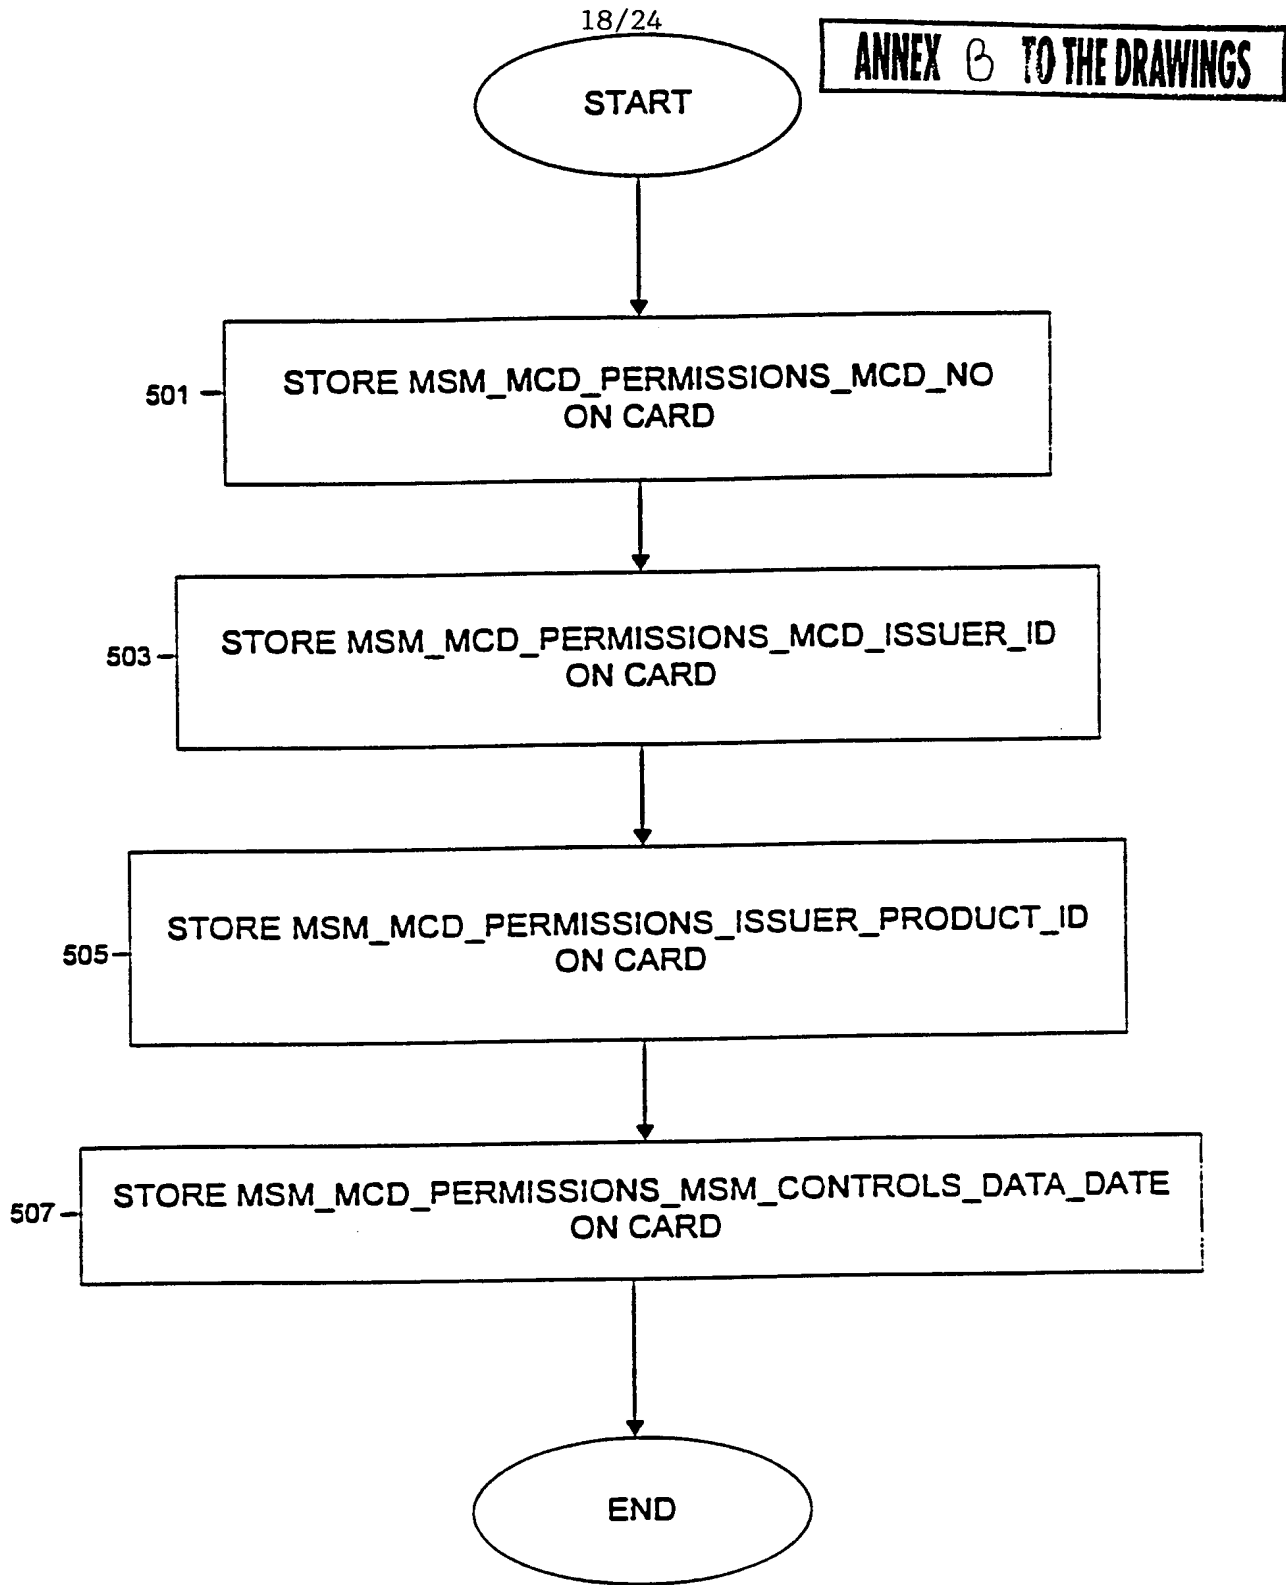 18/24
ANNEX B TO THE DRAWINGS
START
501
STORE MSM_MCD_PERMISSIONS_MCD_NO
ON CARD
503
STORE MSM_MCD_PERMISSIONS_MCD_ISSUER_ID
ON CARD
505
STORE MSM_MCD_PERMISSIONS_ISSUER_PRODUCT_ID
ON CARD
507
STORE MSM_MCD_PERMISSIONS_MSM_CONTROLS_DATA_DATE
ON CARD
END